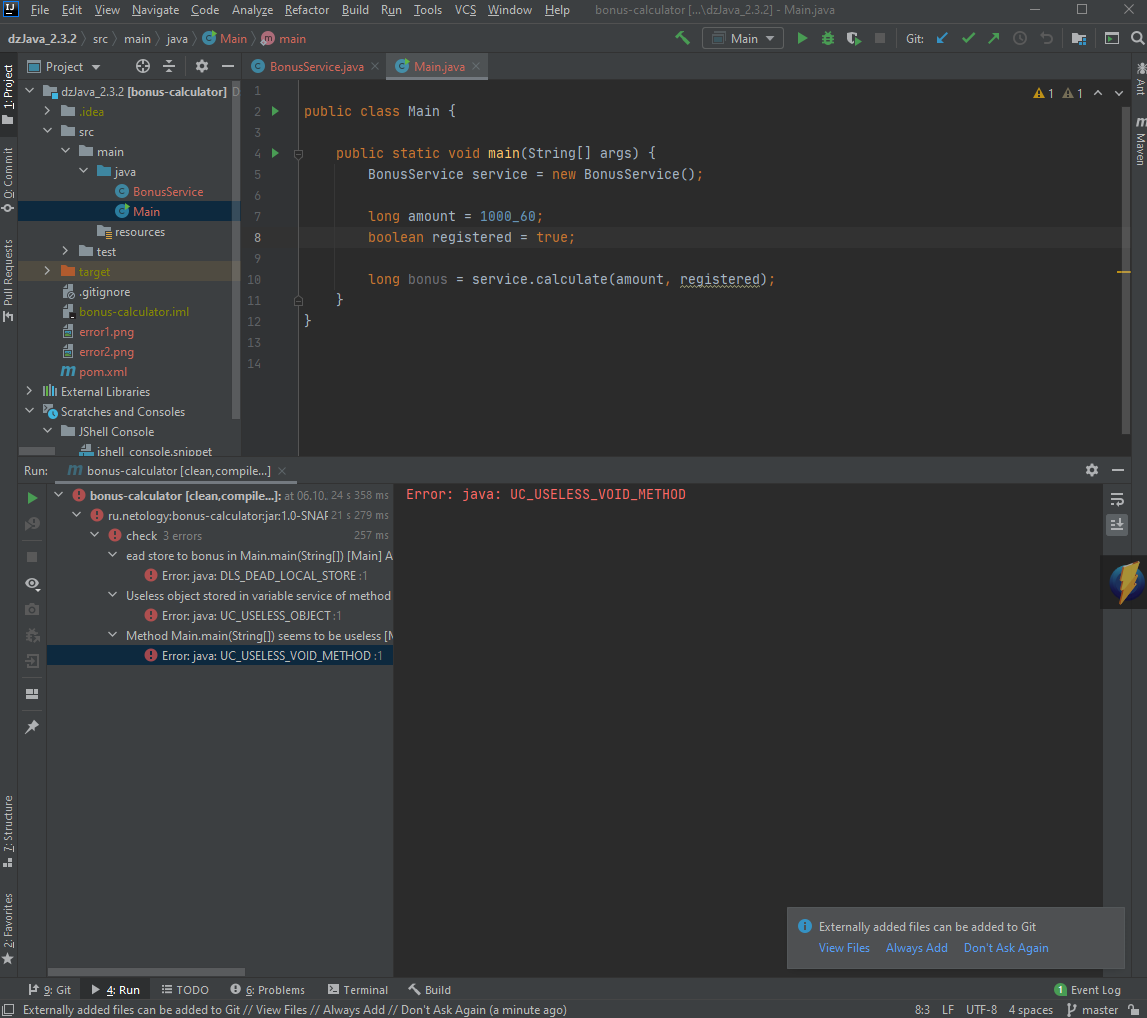 File Edit View Navigate Code Analyze Refactor Build Run Tools VCS Window Help bonus-calculator [...\dzJava_2.3.2] - Main.java
dzJava_2.3.2 src main java Main main Main Git:
Project BonusService.java Main.java
1: Project
0: Commit
Pull Requests
dzJava_2.3.2 [bonus-calculator] D
.idea
src
main
java
BonusService
Main
resources
test
target
.gitignore
bonus-calculator.iml
error1.png
error2.png
pom.xml
External Libraries
Scratches and Consoles
JShell Console
jshell_console.snippet
1
2 public class Main {
3
4 public static void main(String[] args) {
5 BonusService service = new BonusService();
6
7 long amount = 1000_60;
8 boolean registered = true;
9
10 long bonus = service.calculate(amount, registered);
11 }
12 }
13
14
1 1
Ant
Maven
Run: bonus-calculator [clean,compile...]
bonus-calculator [clean,compile...]: at 06.10. 24 s 358 ms
ru.netology:bonus-calculator:jar:1.0-SNAP 21 s 279 ms
check 3 errors 257 ms
ead store to bonus in Main.main(String[]) [Main] A
Error: java: DLS_DEAD_LOCAL_STORE :1
Useless object stored in variable service of method
Error: java: UC_USELESS_OBJECT :1
Method Main.main(String[]) seems to be useless [M
Error: java: UC_USELESS_VOID_METHOD :1
Error: java: UC_USELESS_VOID_METHOD
7: Structure
2: Favorites
Externally added files can be added to Git
View Files Always Add Don't Ask Again
9: Git 4: Run TODO 6: Problems Terminal Build 1 Event Log
Externally added files can be added to Git // View Files // Always Add // Don't Ask Again (a minute ago) 8:3 LF UTF-8 4 spaces master